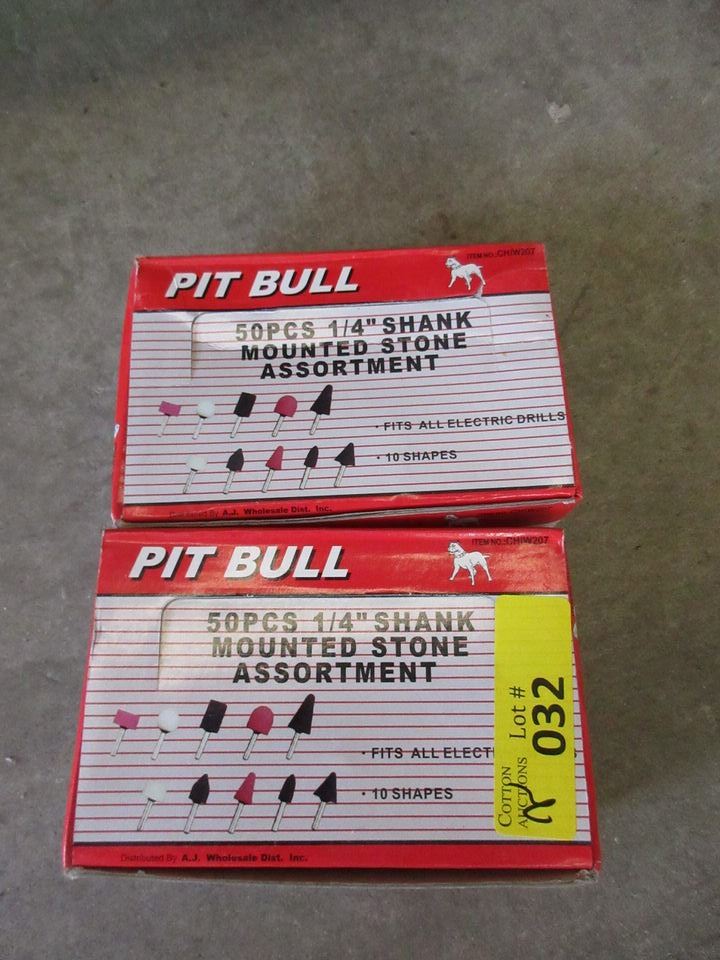 PIT BULL
ITEM NO.:CHIW207
50PCS 1/4" SHANK
MOUNTED STONE
ASSORTMENT
· FITS ALL ELECTRIC DRILLS
· 10 SHAPES
Distributed By A.J. Wholesale Dist. Inc.
PIT BULL
ITEM NO.:CHIW207
50PCS 1/4" SHANK
MOUNTED STONE
ASSORTMENT
· FITS ALL ELECT
· 10 SHAPES
Distributed By A.J. Wholesale Dist. Inc.
COTTON
AUCTIONS Lot #
032